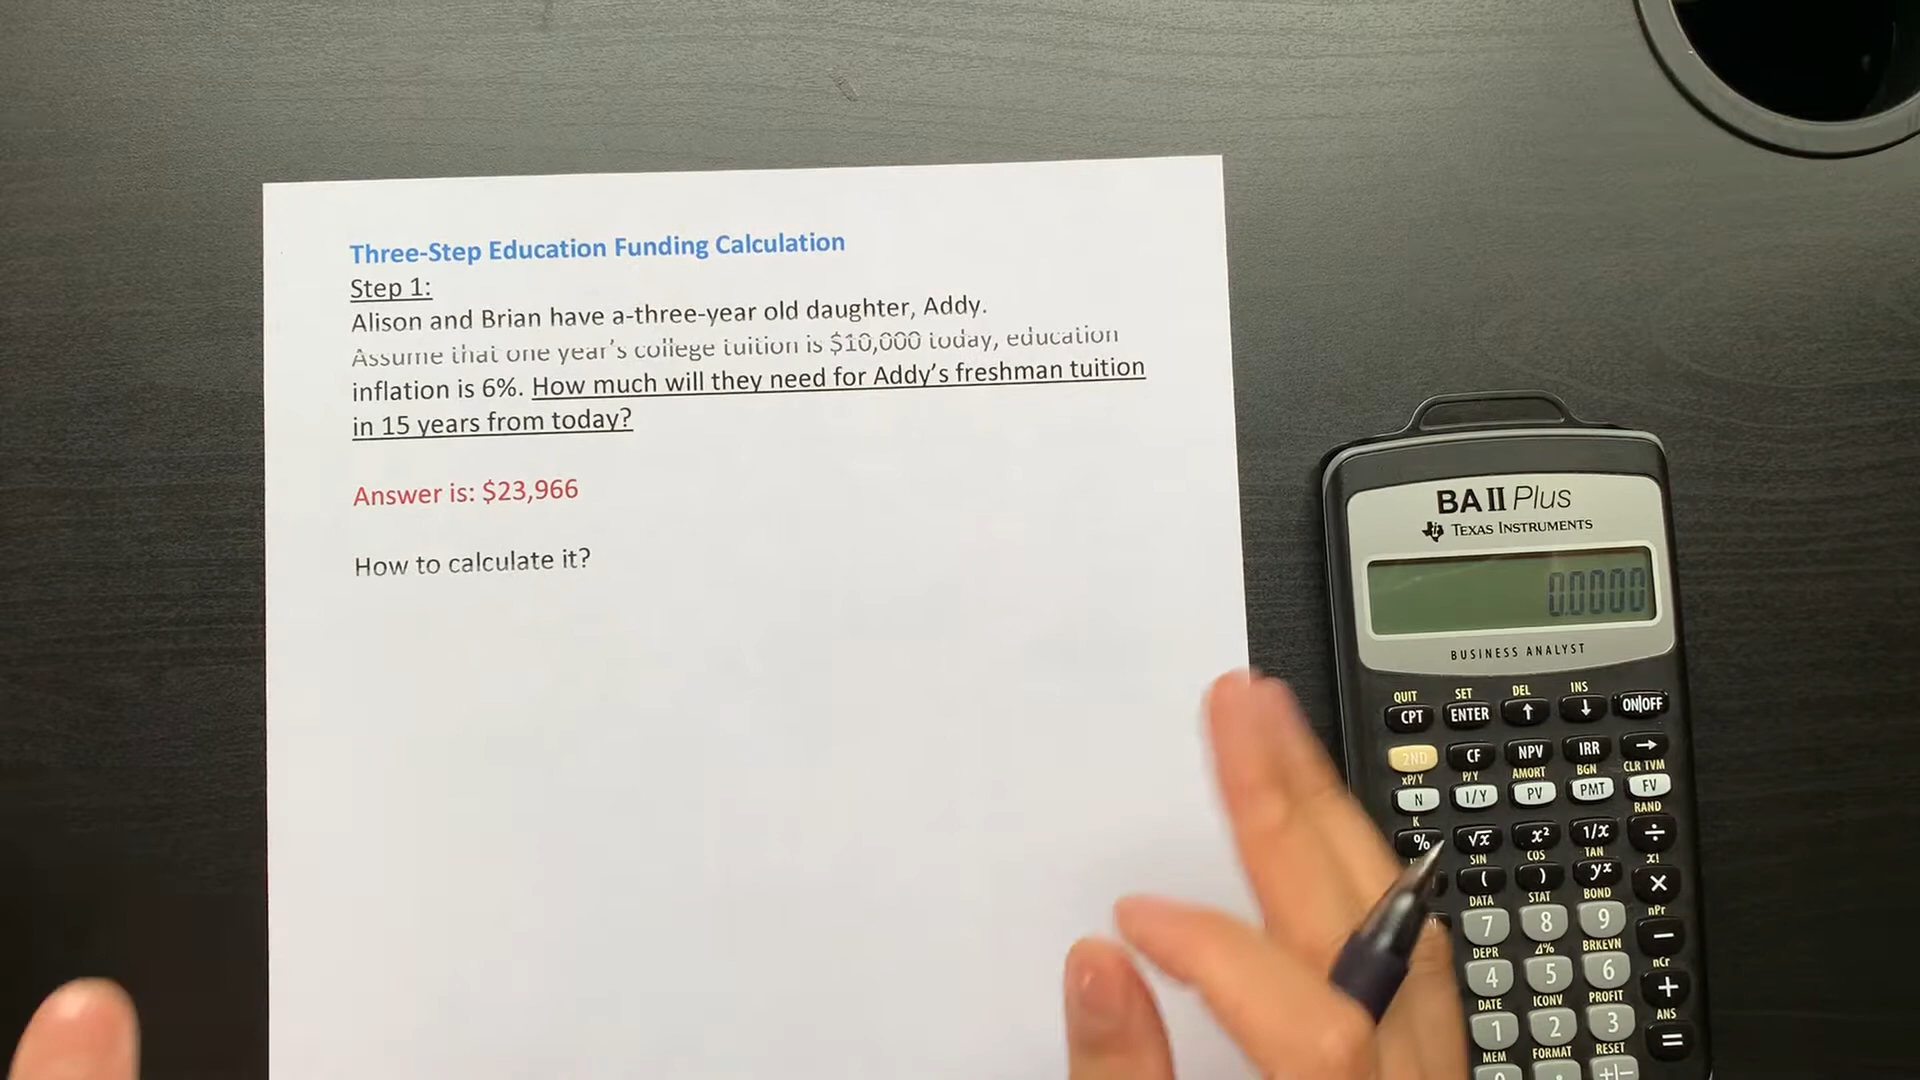 Three-Step Education Funding Calculation
Step 1:
Alison and Brian have a-three-year old daughter, Addy.
Assume that one year's college tuition is $10,000 today, education
inflation is 6%. How much will they need for Addy's freshman tuition
in 15 years from today?
Answer is: $23,966
How to calculate it?
BA II Plus
TEXAS INSTRUMENTS
0.0000
BUSINESS ANALYST
QUIT SET DEL INS
CPT ENTER ↑ ↓ ON|OFF
2ND CF NPV IRR →
xP/Y P/Y AMORT BGN CLR TVM
N I/Y PV PMT FV
K RAND
% √x x² 1/x ÷
SIN COS TAN x!
( ) yˣ ×
DATA STAT BOND nPr
7 8 9 −
DEPR Δ% BRKEVN nCr
4 5 6 +
DATE ICONV PROFIT ANS
1 2 3 =
MEM FORMAT RESET
0 . +|−